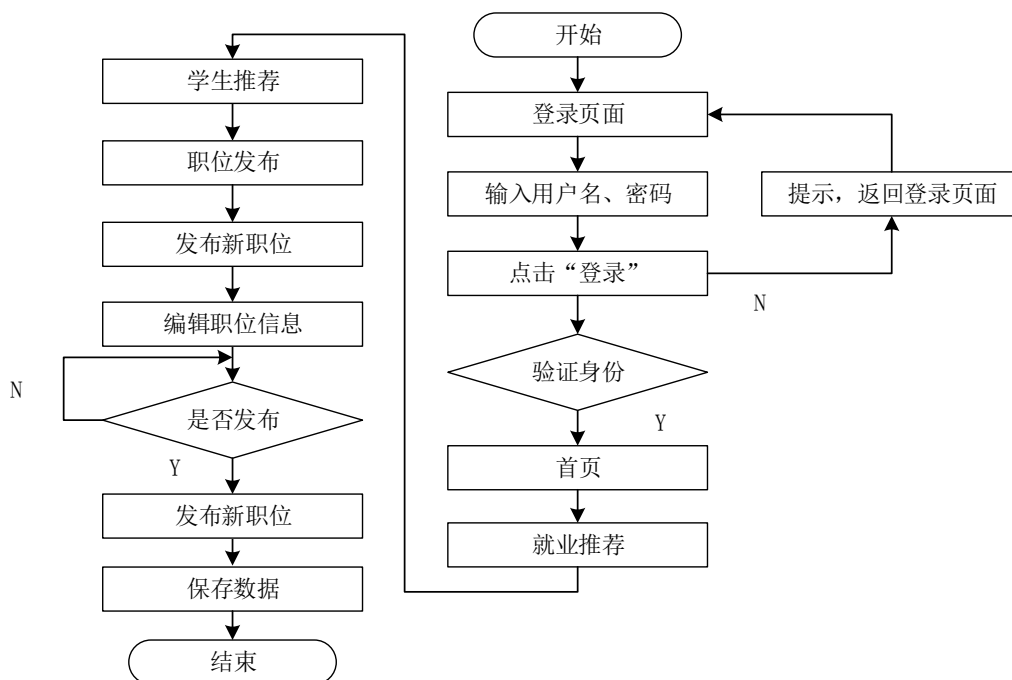 开始
登录页面
输入用户名、密码
提示，返回登录页面
点击“登录”
N
验证身份
Y
首页
就业推荐
学生推荐
职位发布
发布新职位
编辑职位信息
N
是否发布
Y
发布新职位
保存数据
结束